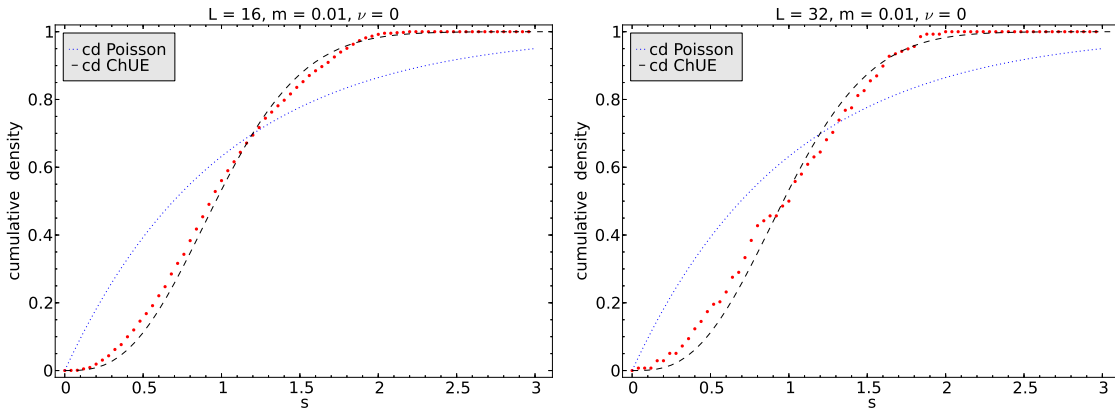 L = 16, m = 0.01, ν = 0
cd Poisson
cd ChUE
cumulative density
1
0.8
0.6
0.4
0.2
0
0 0.5 1 1.5 2 2.5 3
s
L = 32, m = 0.01, ν = 0
cd Poisson
cd ChUE
cumulative density
1
0.8
0.6
0.4
0.2
0
0 0.5 1 1.5 2 2.5 3
s